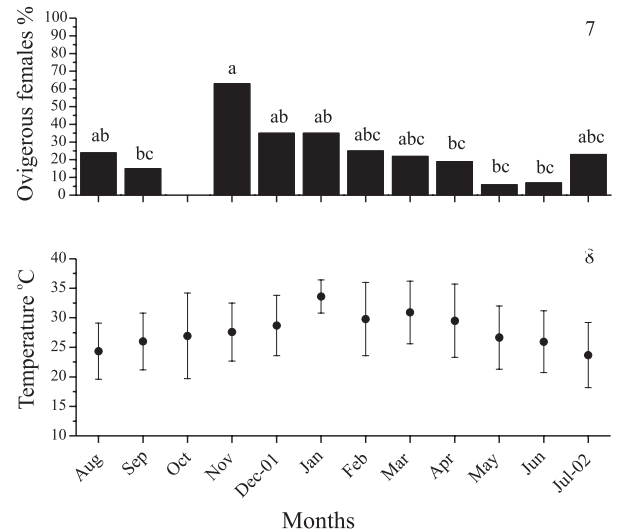 7
Ovigerous females %
100
90
80
70
60
50
40
30
20
10
0
ab
bc
a
ab
ab
abc
abc
bc
bc
bc
abc
8
Temperature ºC
40
35
30
25
20
15
10
Aug
Sep
Oct
Nov
Dec-01
Jan
Feb
Mar
Apr
May
Jun
Jul-02
Months